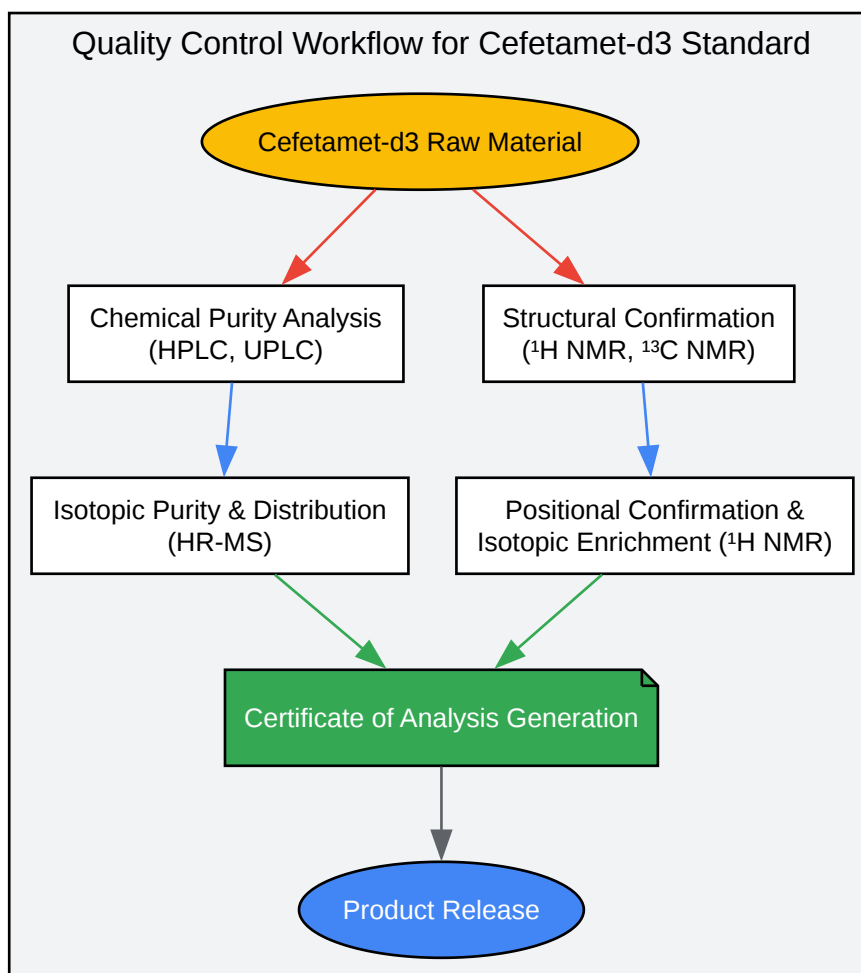 Quality Control Workflow for Cefetamet-d3 Standard
Cefetamet-d3 Raw Material
Chemical Purity Analysis
(HPLC, UPLC)
Structural Confirmation
(¹H NMR, ¹³C NMR)
Isotopic Purity & Distribution
(HR-MS)
Positional Confirmation &
Isotopic Enrichment (¹H NMR)
Certificate of Analysis Generation
Product Release